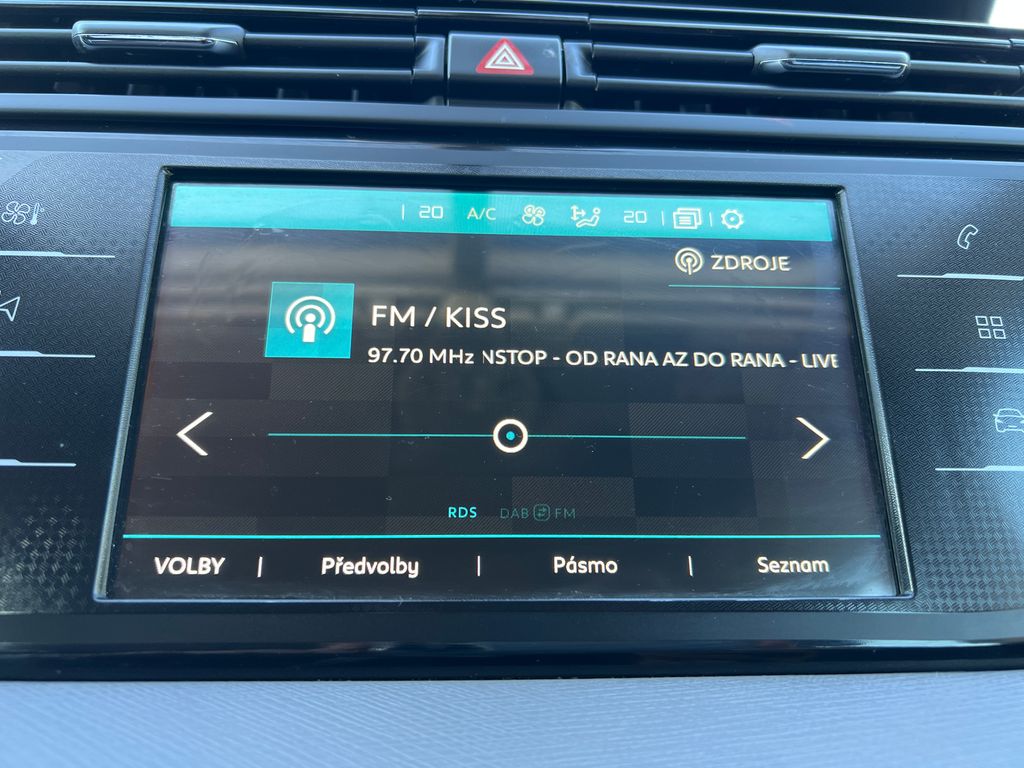 20 A/C 20
ZDROJE
FM / KISS
97.70 MHz NSTOP - OD RANA AZ DO RANA - LIVE
RDS DAB FM
VOLBY | Předvolby | Pásmo | Seznam